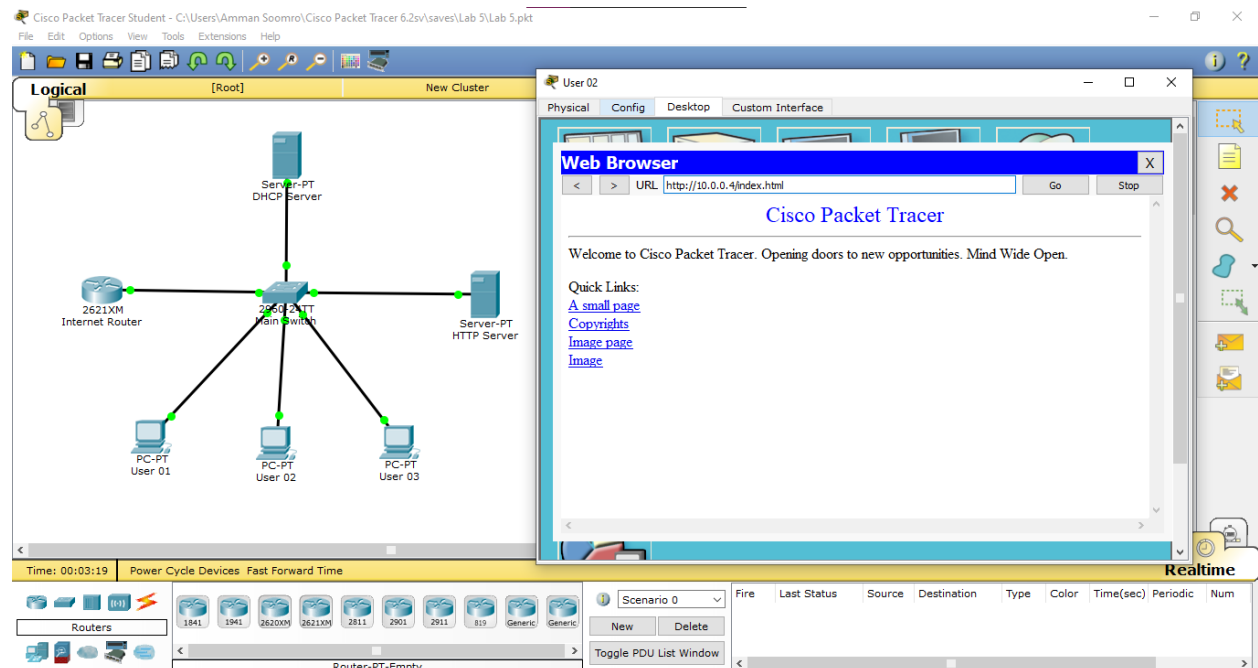 Cisco Packet Tracer Student - C:\Users\Amman Soomro\Cisco Packet Tracer 6.2sv\saves\Lab 5\Lab 5.pkt
File Edit Options View Tools Extensions Help
Logical [Root] New Cluster
User 02
Physical Config Desktop Custom Interface
Web Browser X
< > URL http://10.0.0.4/index.html Go Stop
Cisco Packet Tracer
Welcome to Cisco Packet Tracer. Opening doors to new opportunities. Mind Wide Open.
Quick Links:
A small page
Copyrights
Image page
Image
Server-PT
DHCP Server
2621XM
Internet Router
2960-24TT
Main Switch
Server-PT
HTTP Server
PC-PT
User 01
PC-PT
User 02
PC-PT
User 03
Time: 00:03:19 Power Cycle Devices Fast Forward Time Realtime
Routers
1841 1941 2620XM 2621XM 2811 2901 2911 819 Generic Generic
Router-PT-Empty
Scenario 0
New Delete
Toggle PDU List Window
Fire Last Status Source Destination Type Color Time(sec) Periodic Num